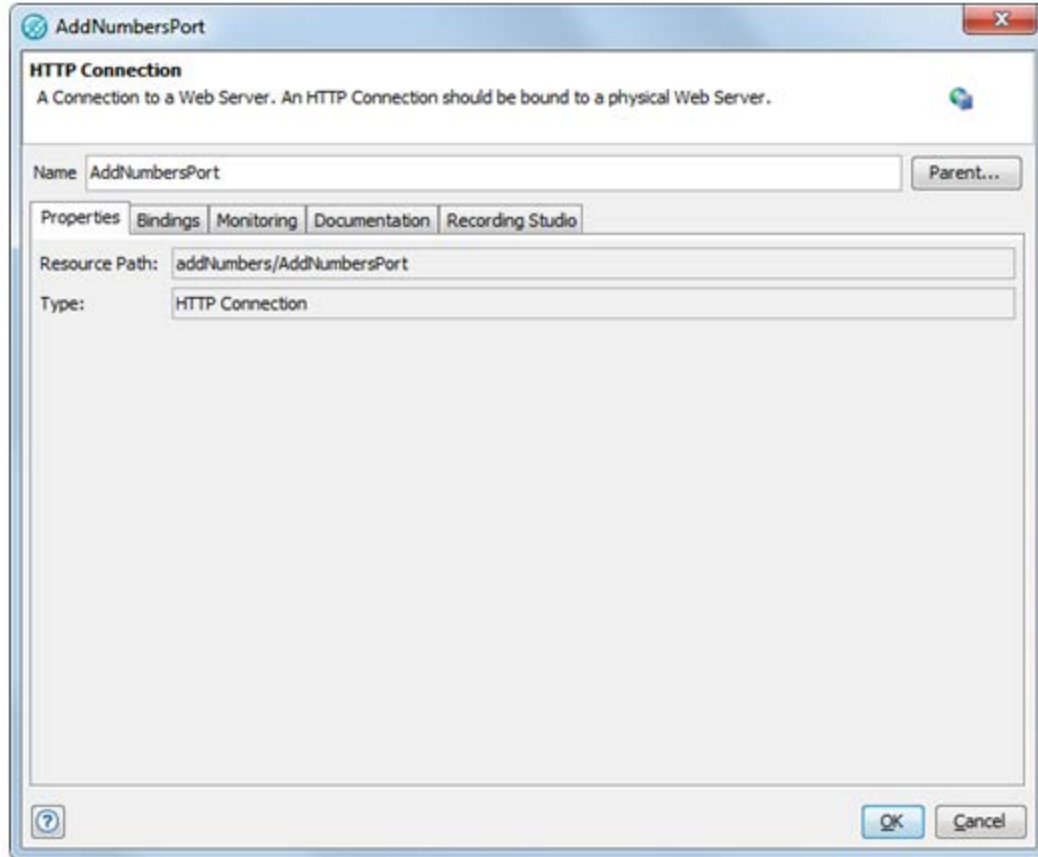 AddNumbersPort
HTTP Connection
A Connection to a Web Server. An HTTP Connection should be bound to a physical Web Server.
Name AddNumbersPort Parent...
Properties Bindings Monitoring Documentation Recording Studio
Resource Path: addNumbers/AddNumbersPort
Type: HTTP Connection
? OK Cancel